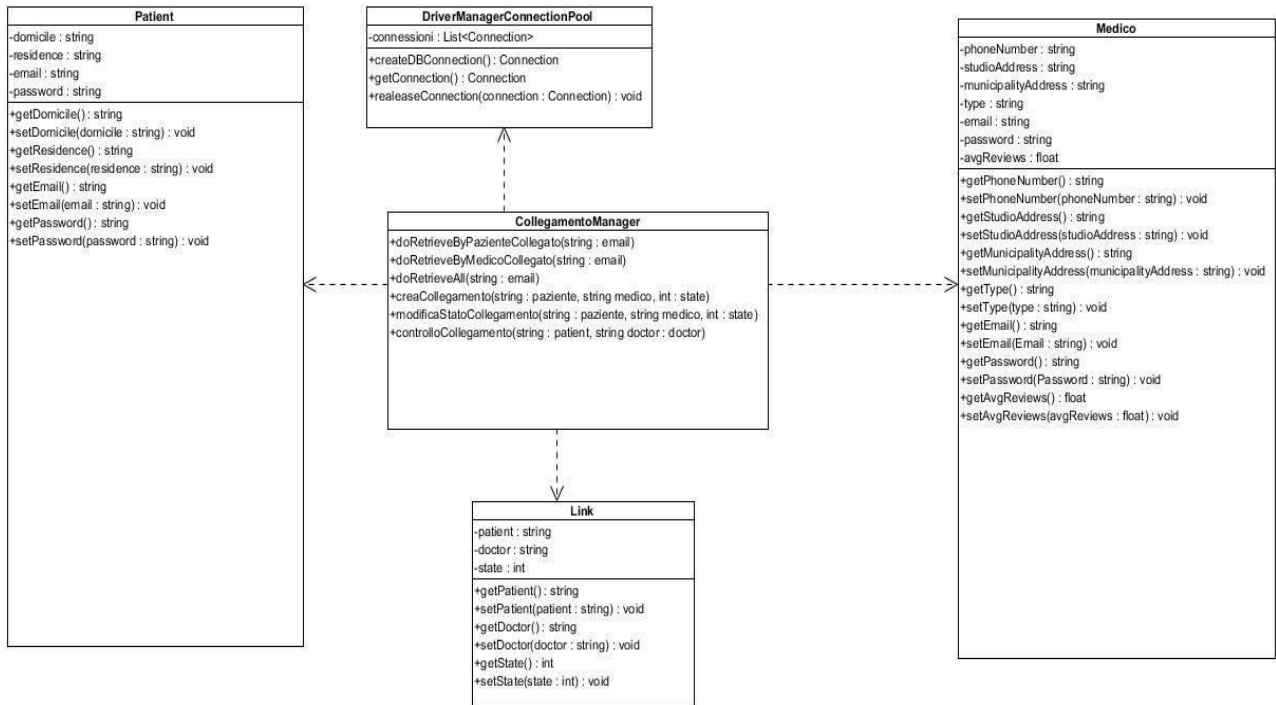 Patient
-domicile : string
-residence : string
-email : string
-password : string
+getDomicile() : string
+setDomicile(domicile : string) : void
+getResidence() : string
+setResidence(residence : string) : void
+getEmail() : string
+setEmail(email : string) : void
+getPassword() : string
+setPassword(password : string) : void
DriverManagerConnectionPool
-connessioni : List<Connection>
+createDBConnection() : Connection
+getConnection() : Connection
+realeaseConnection(connection : Connection) : void
CollegamentoManager
+doRetrieveByPazienteCollegato(string : email)
+doRetrieveByMedicoCollegato(string : email)
+doRetrieveAll(string : email)
+creaCollegamento(string : paziente, string medico, int : state)
+modificaStatoCollegamento(string : paziente, string medico, int : state)
+controlloCollegamento(string : patient, string doctor : doctor)
Link
-patient : string
-doctor : string
-state : int
+getPatient() : string
+setPatient(patient : string) : void
+getDoctor() : string
+setDoctor(doctor : string) : void
+getState() : int
+setState(state : int) : void
Medico
-phoneNumber : string
-studioAddress : string
-municipalityAddress : string
-type : string
-email : string
-password : string
-avgReviews : float
+getPhoneNumber() : string
+setPhoneNumber(phoneNumber : string) : void
+getStudioAddress() : string
+setStudioAddress(studioAddress : string) : void
+getMunicipalityAddress() : string
+setMunicipalityAddress(municipalityAddress : string) : void
+getType() : string
+setType(type : string) : void
+getEmail() : string
+setEmail(Email : string) : void
+getPassword() : string
+setPassword(Password : string) : void
+getAvgReviews() : float
+setAvgReviews(avgReviews : float) : void